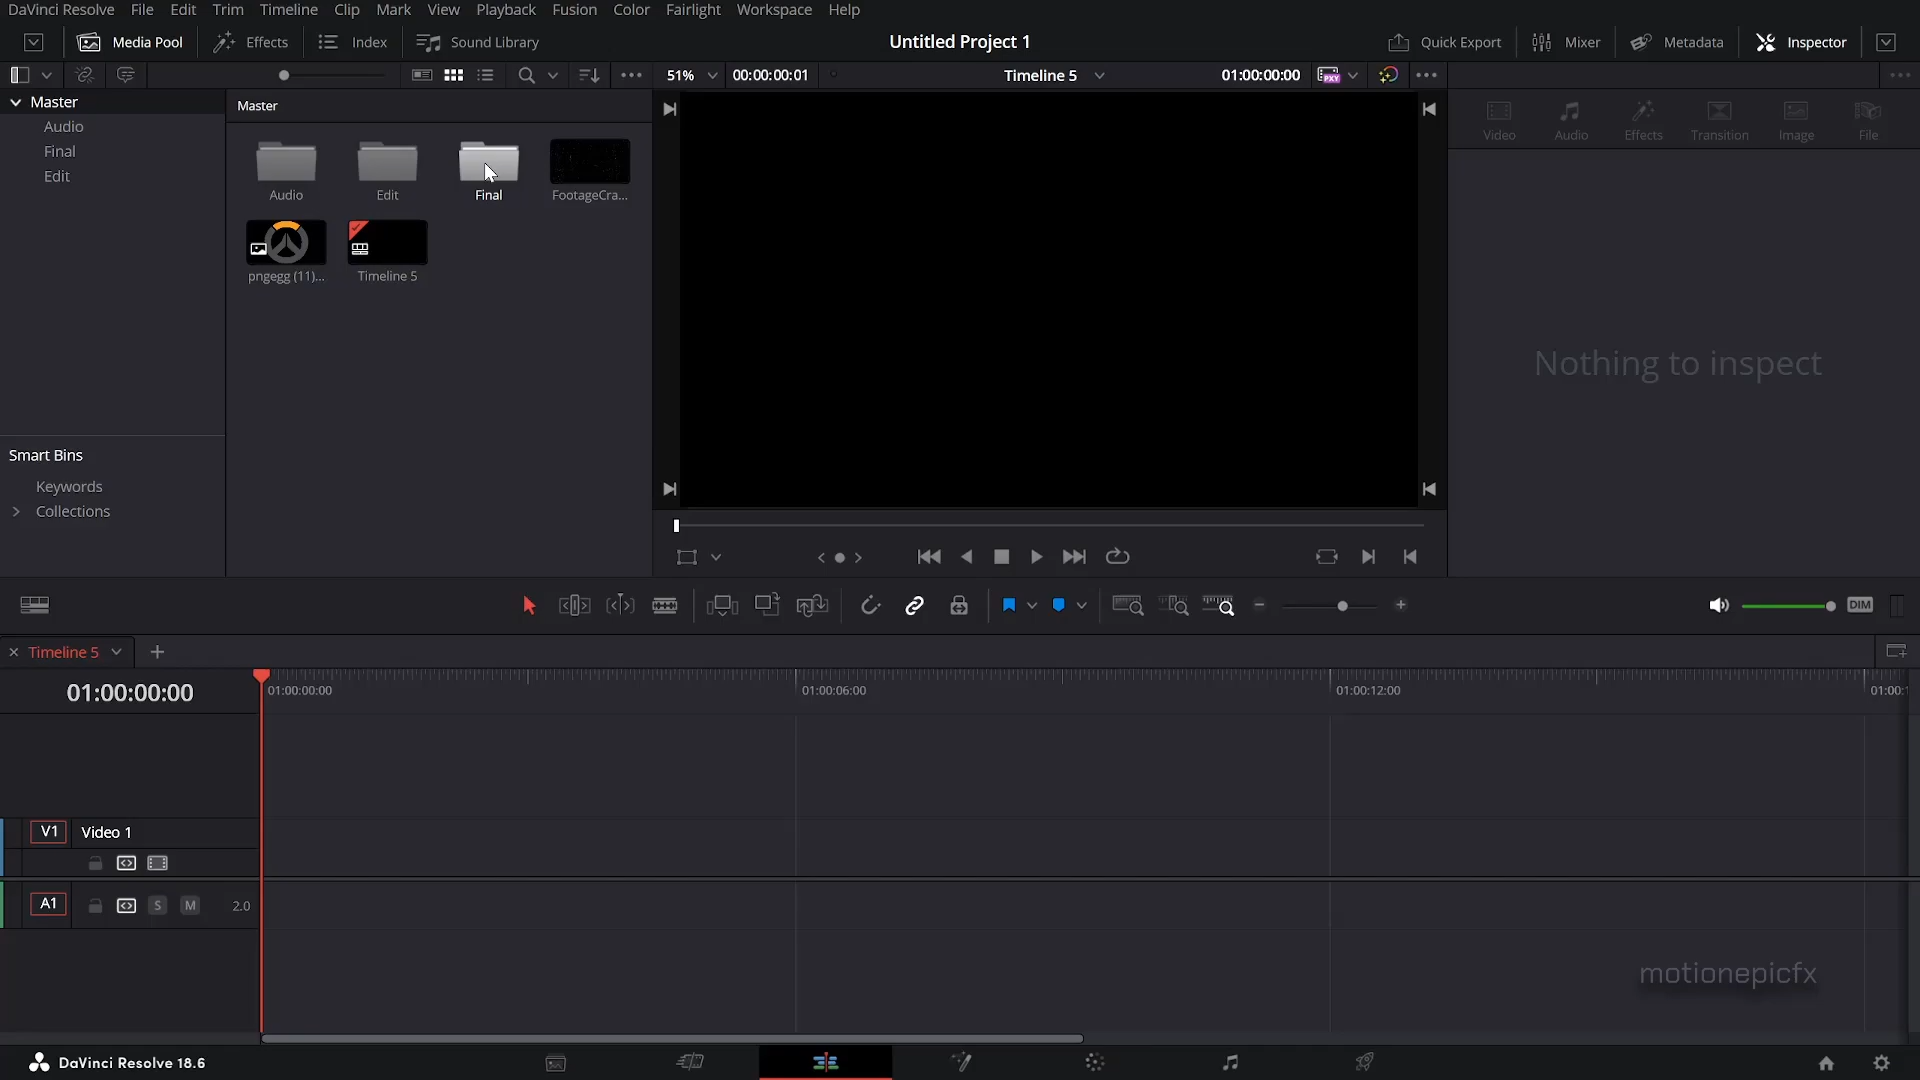 DaVinci Resolve File Edit Trim Timeline Clip Mark View Playback Fusion Color Fairlight Workspace Help
Media Pool Effects Index Sound Library Untitled Project 1 Quick Export Mixer Metadata Inspector
51% 00:00:00:01 Timeline 5 01:00:00:00 PXY
Master
Audio
Final
Edit
Master
Audio Edit Final FootageCra...
pngegg (11)... Timeline 5
Video Audio Effects Transition Image File
Nothing to inspect
Smart Bins
Keywords
Collections
DIM
Timeline 5
01:00:00:00 01:00:00:00 01:00:06:00 01:00:12:00 01:00:1
V1 Video 1
A1 S M 2.0
motionepicfx
DaVinci Resolve 18.6